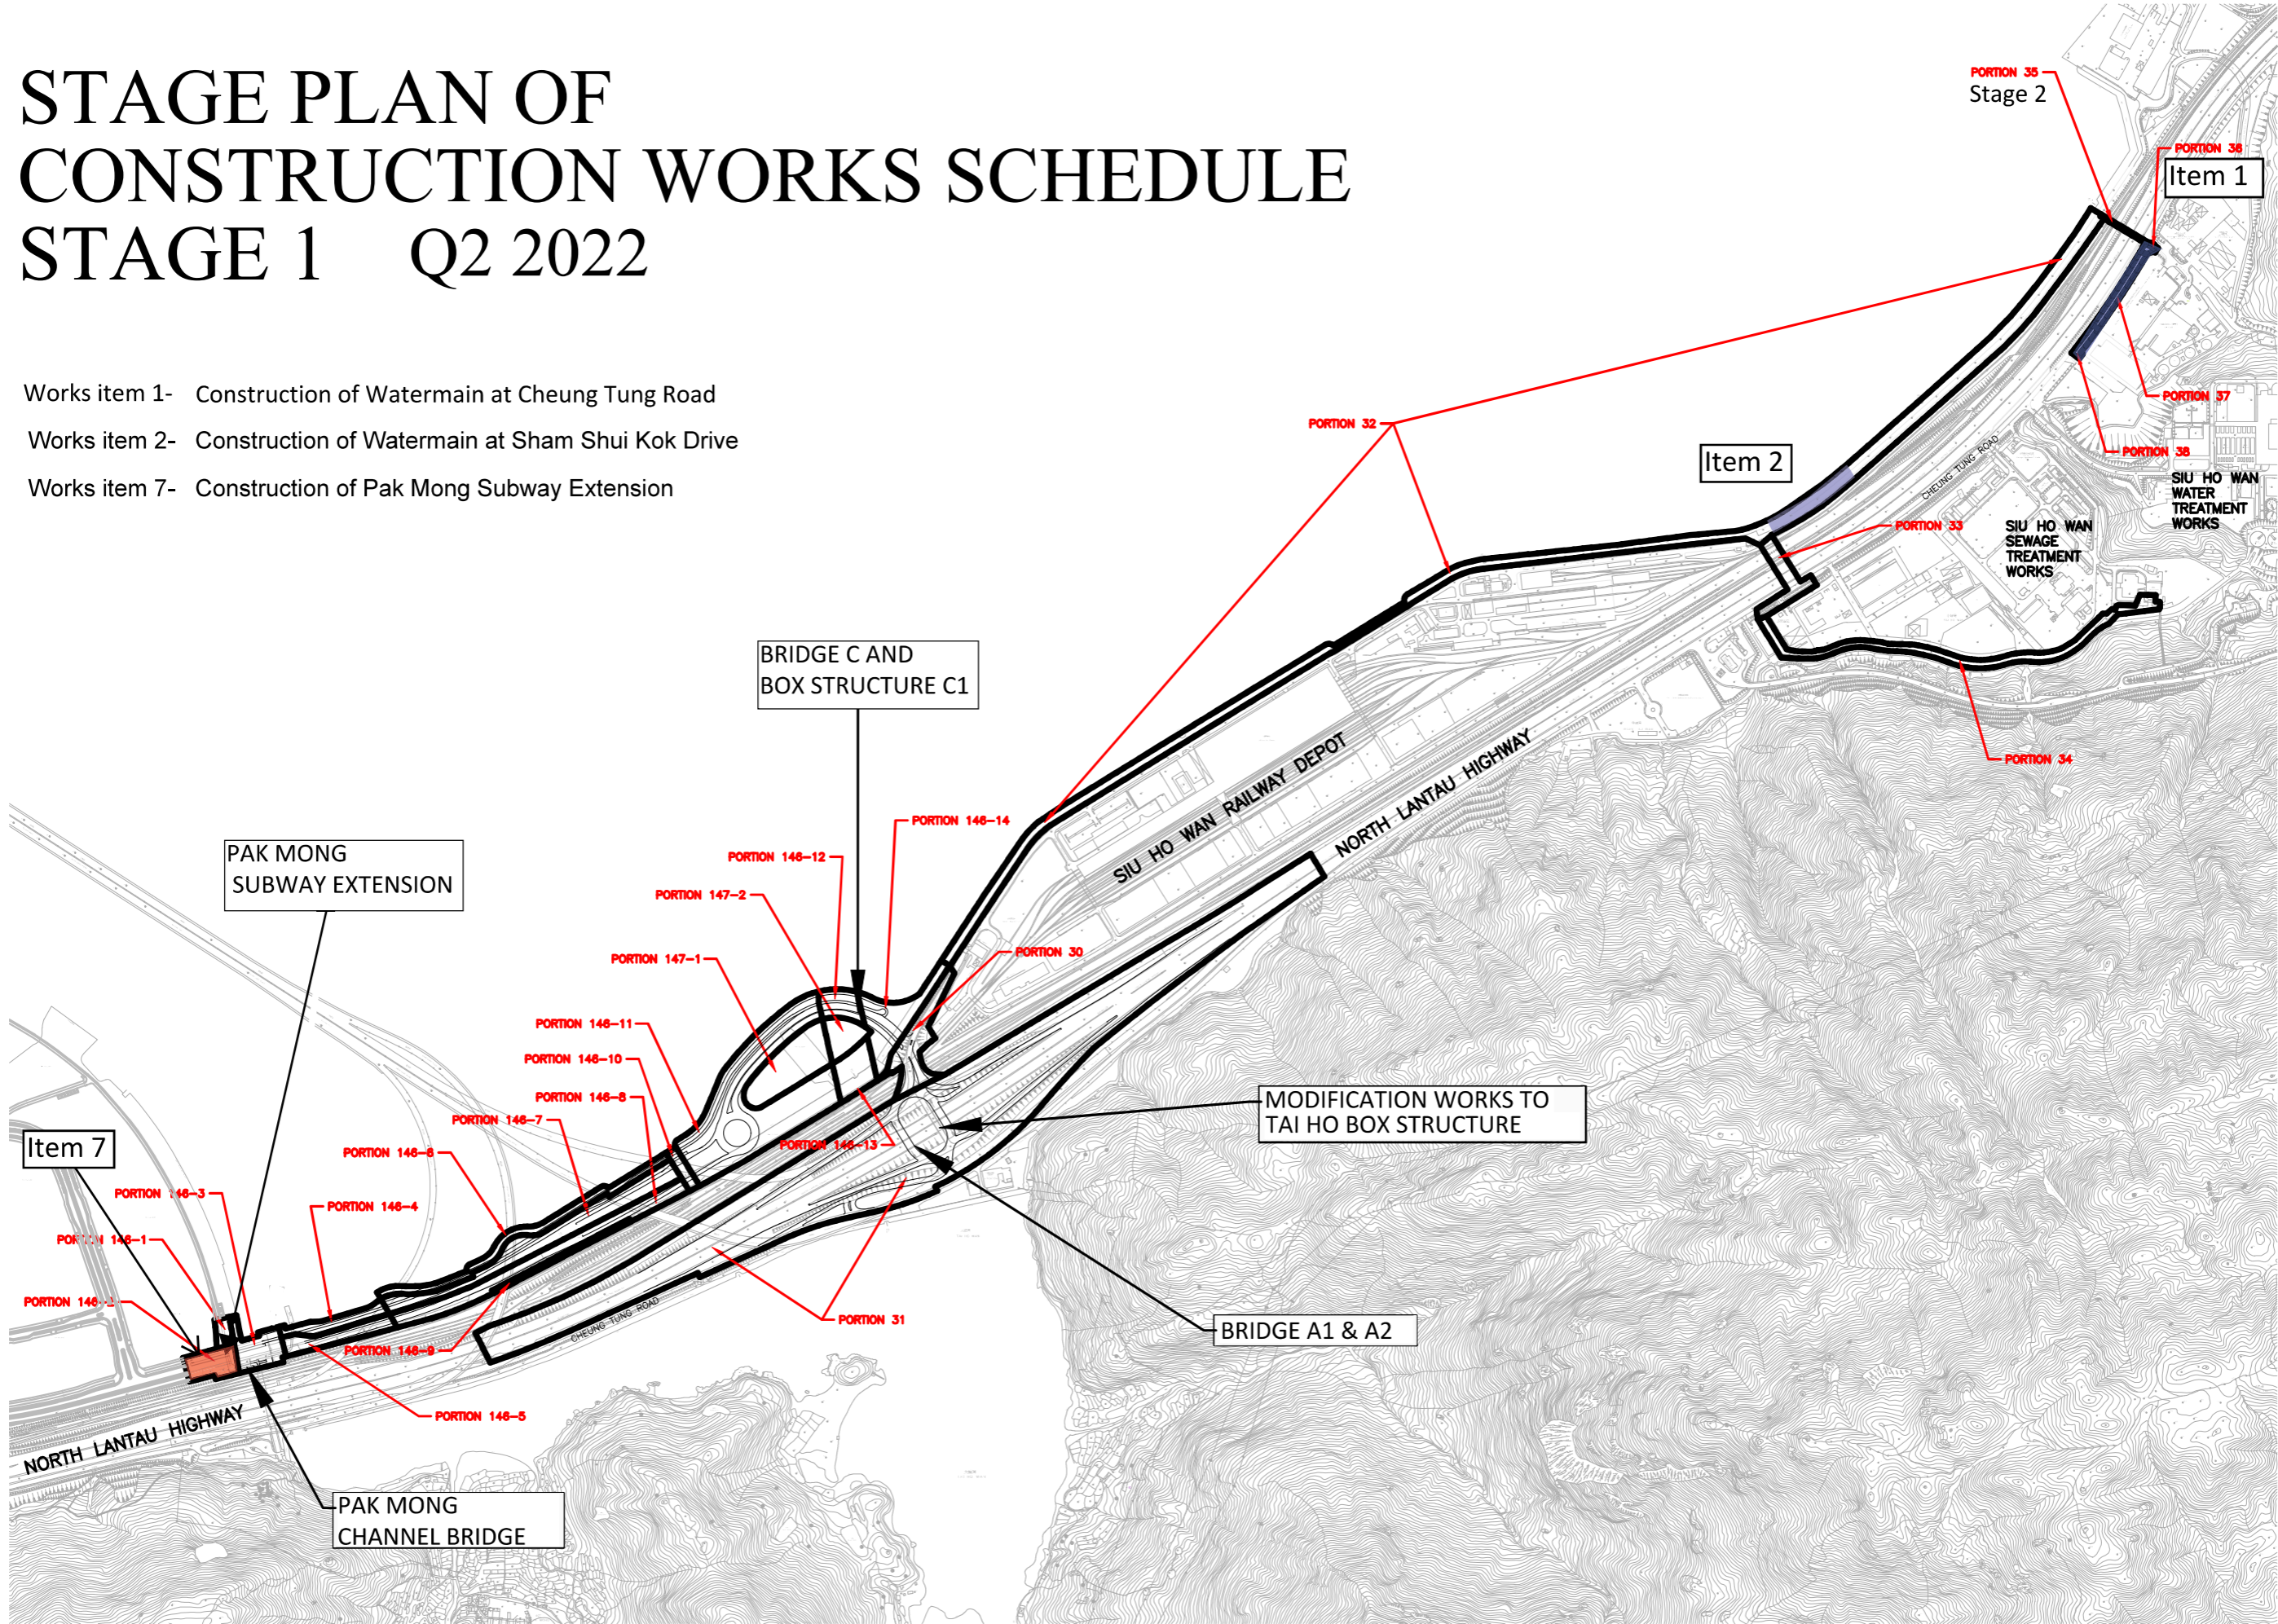 STAGE PLAN OF
CONSTRUCTION WORKS SCHEDULE
STAGE 1 Q2 2022
Works item 1- Construction of Watermain at Cheung Tung Road
Works item 2- Construction of Watermain at Sham Shui Kok Drive
Works item 7- Construction of Pak Mong Subway Extension
PORTION 35
Stage 2
PORTION 36
Item 1
PORTION 37
PORTION 38
PORTION 32
Item 2
CHEUNG TUNG ROAD
SIU HO WAN
WATER
TREATMENT
WORKS
PORTION 33
SIU HO WAN
SEWAGE
TREATMENT
WORKS
PORTION 34
BRIDGE C AND
BOX STRUCTURE C1
SIU HO WAN RAILWAY DEPOT
NORTH LANTAU HIGHWAY
PORTION 146-14
PORTION 146-12
PORTION 147-2
PORTION 147-1
PORTION 30
PAK MONG
SUBWAY EXTENSION
PORTION 146-11
PORTION 146-10
PORTION 146-8
PORTION 146-7
PORTION 146-13
MODIFICATION WORKS TO
TAI HO BOX STRUCTURE
Item 7
PORTION 146-6
PORTION 146-3
PORTION 146-4
PORTION 146-1
PORTION 146-
PORTION 31
CHEUNG TUNG ROAD
BRIDGE A1 & A2
PORTION 146-9
PORTION 146-5
NORTH LANTAU HIGHWAY
PAK MONG
CHANNEL BRIDGE